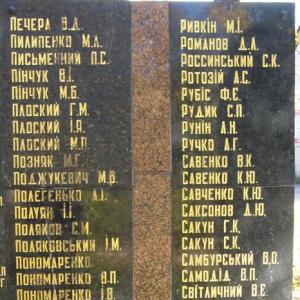 Печера В.Д.
Пилипенко М.Л.
Письменний П.С.
Пінчук В.І.
Пінчук М.Б.
Плоский Г.М.
Плоский І.Я.
Плоский М.П.
Позняк М.Г.
Поджукевич М.В.
Полегенько А.І.
Полуян І.І.
Поляков С.И.
Поляковський І.М.
Пономаренко
Пономаренко В.П.
Пономаренко І.В.
Ривкін М.І.
Романов Д.Л.
Россинський С.К.
Ротозій А.С.
Рубіс Ф.Є.
Рудик С.П.
Рунін Л.Н.
Ручко А.Г.
Савенко В.К.
Савенко К.Ю.
Савченко К.Ю.
Саксонов Д.Ю.
Сакун Г.К.
Сакун С.К.
Самбурський В.О.
Самодід В.П.
Світличний В.Є.